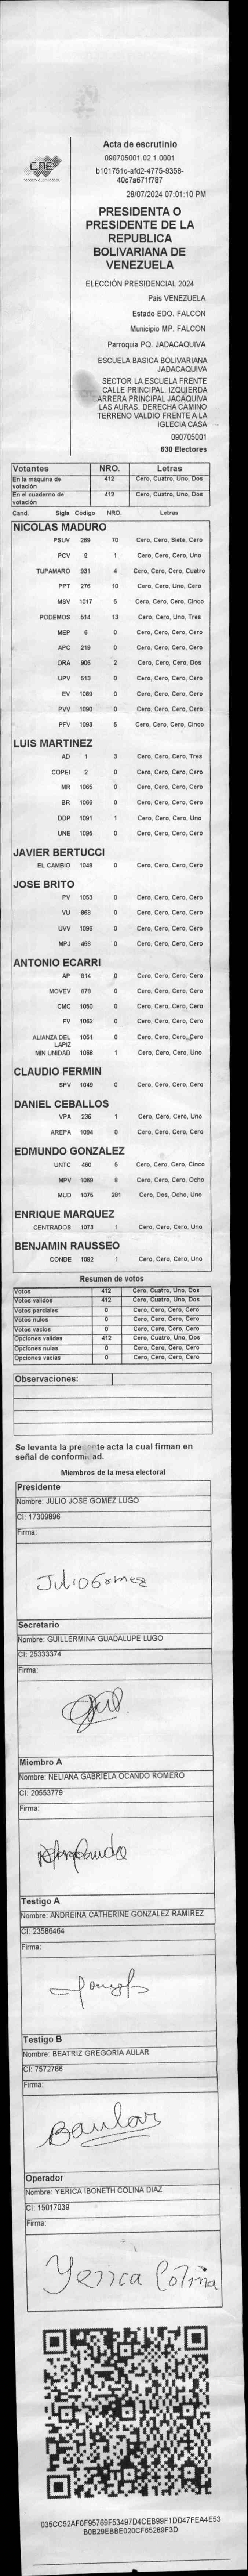 CNE
Acta de escrutinio
090705001.02.1.0001
b101751c-afd2-4775-9358-
40c7a671f787
28/07/2024 07:01:10 PM
PRESIDENTA O
PRESIDENTE DE LA
REPUBLICA
BOLIVARIANA DE
VENEZUELA
ELECCIÓN PRESIDENCIAL 2024
Pais VENEZUELA
Estado EDO. FALCON
Municipio MP. FALCON
Parroquia PQ. JADACAQUIVA
ESCUELA BASICA BOLIVARIANA
JADACAQUIVA
SECTOR LA ESCUELA FRENTE
CALLE PRINCIPAL. IZQUIERDA
CARRERA PRINCIPAL JACAQUIVA
LAS AURAS. DERECHA CAMINO
TERRENO VALDIO FRENTE A LA
IGLECIA CASA
090705001
630 Electores
Votantes NRO. Letras
En la máquina de votación 412 Cero, Cuatro, Uno, Dos
En el cuaderno de votación 412 Cero, Cuatro, Uno, Dos
Cand. Sigla Código NRO. Letras
NICOLAS MADURO
PSUV 269 70 Cero, Cero, Siete, Cero
PCV 9 1 Cero, Cero, Cero, Uno
TUPAMARO 931 4 Cero, Cero, Cero, Cuatro
PPT 276 10 Cero, Cero, Uno, Cero
MSV 1017 5 Cero, Cero, Cero, Cinco
PODEMOS 514 13 Cero, Cero, Uno, Tres
MEP 6 0 Cero, Cero, Cero, Cero
APC 219 0 Cero, Cero, Cero, Cero
ORA 906 2 Cero, Cero, Cero, Dos
UPV 513 0 Cero, Cero, Cero, Cero
EV 1089 0 Cero, Cero, Cero, Cero
PVV 1090 0 Cero, Cero, Cero, Cero
PFV 1093 5 Cero, Cero, Cero, Cinco
LUIS MARTINEZ
AD 1 3 Cero, Cero, Cero, Tres
COPEI 2 0 Cero, Cero, Cero, Cero
MR 1065 0 Cero, Cero, Cero, Cero
BR 1066 0 Cero, Cero, Cero, Cero
DDP 1091 1 Cero, Cero, Cero, Uno
UNE 1095 0 Cero, Cero, Cero, Cero
JAVIER BERTUCCI
EL CAMBIO 1048 0 Cero, Cero, Cero, Cero
JOSE BRITO
PV 1053 0 Cero, Cero, Cero, Cero
VU 868 0 Cero, Cero, Cero, Cero
UVV 1096 0 Cero, Cero, Cero, Cero
MPJ 458 0 Cero, Cero, Cero, Cero
ANTONIO ECARRI
AP 814 0 Cero, Cero, Cero, Cero
MOVEV 878 0 Cero, Cero, Cero, Cero
CMC 1050 0 Cero, Cero, Cero, Cero
FV 1062 0 Cero, Cero, Cero, Cero
ALIANZA DEL LAPIZ 1051 0 Cero, Cero, Cero, Cero
MIN UNIDAD 1068 1 Cero, Cero, Cero, Uno
CLAUDIO FERMIN
SPV 1049 0 Cero, Cero, Cero, Cero
DANIEL CEBALLOS
VPA 236 1 Cero, Cero, Cero, Uno
AREPA 1094 0 Cero, Cero, Cero, Cero
EDMUNDO GONZALEZ
UNTC 460 5 Cero, Cero, Cero, Cinco
MPV 1069 8 Cero, Cero, Cero, Ocho
MUD 1075 281 Cero, Dos, Ocho, Uno
ENRIQUE MARQUEZ
CENTRADOS 1073 1 Cero, Cero, Cero, Uno
BENJAMIN RAUSSEO
CONDE 1092 1 Cero, Cero, Cero, Uno
Resumen de votos
Votos 412 Cero, Cuatro, Uno, Dos
Votos validos 412 Cero, Cuatro, Uno, Dos
Votos parciales 0 Cero, Cero, Cero, Cero
Votos nulos 0 Cero, Cero, Cero, Cero
Votos vacios 0 Cero, Cero, Cero, Cero
Opciones validas 412 Cero, Cuatro, Uno, Dos
Opciones nulas 0 Cero, Cero, Cero, Cero
Opciones vacias 0 Cero, Cero, Cero, Cero
Observaciones:
Se levanta la presente acta la cual firman en
señal de conformidad.
Miembros de la mesa electoral
Presidente
Nombre: JULIO JOSE GOMEZ LUGO
CI: 17309896
Firma:
Julio Gomez
Secretario
Nombre: GUILLERMINA GUADALUPE LUGO
CI: 25333374
Firma:
Miembro A
Nombre: NELIANA GABRIELA OCANDO ROMERO
CI: 20553779
Firma:
Testigo A
Nombre: ANDREINA CATHERINE GONZALEZ RAMIREZ
CI: 23586464
Firma:
Testigo B
Nombre: BEATRIZ GREGORIA AULAR
CI: 7572786
Firma:
Baular
Operador
Nombre: YERICA IBONETH COLINA DIAZ
CI: 15017039
Firma:
Yerica Colina
035CC52AF0F95769F53497D4CEB99F1DD47FEA4E53
B0B29EBBE020CF65289F3D